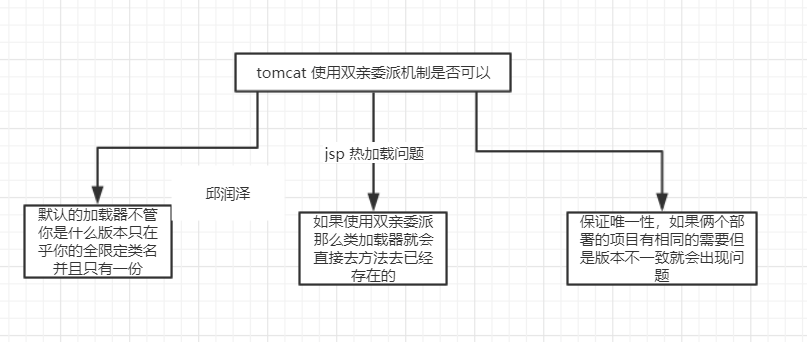 tomcat 使用双亲委派机制是否可以
jsp 热加载问题
邱润泽
默认的加载器不管
你是什么版本只在
乎你的全限定类名
并且只有一份
如果使用双亲委派
那么类加载器就会
直接去方法去已经
存在的
保证唯一性，如果俩个部
署的项目有相同的需要但
是版本不一致就会出现问
题